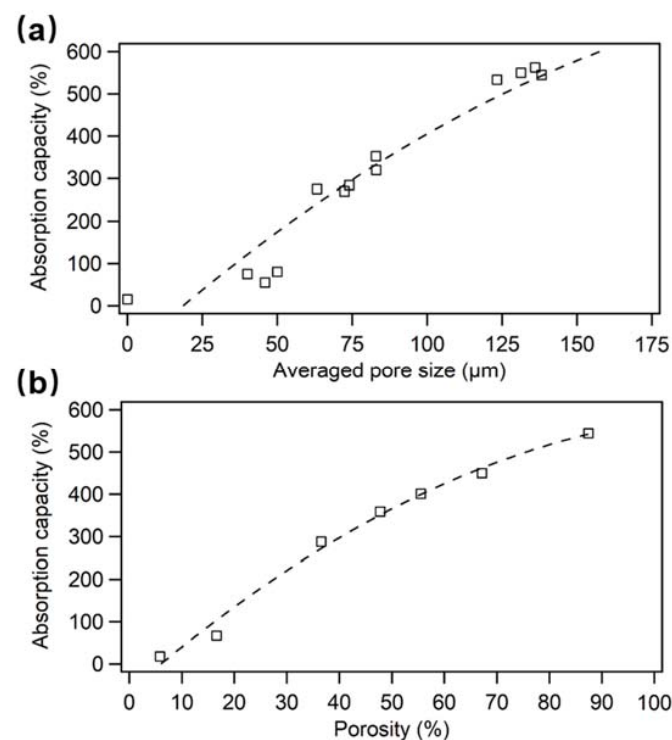 (a)
600
500
400
300
200
100
0
Absorption capacity (%)
0 25 50 75 100 125 150 175
Averaged pore size (µm)
(b)
600
500
400
300
200
100
0
Absorption capacity (%)
0 10 20 30 40 50 60 70 80 90 100
Porosity (%)